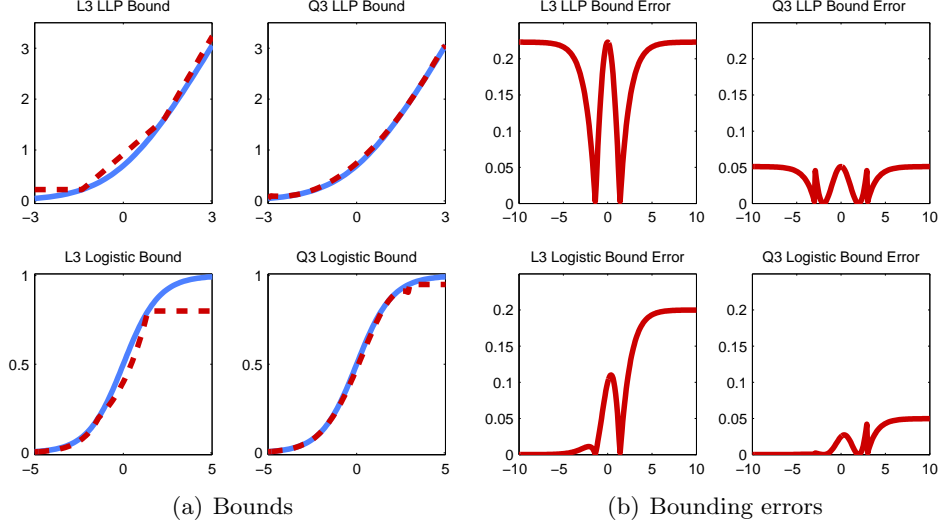 L3 LLP Bound
3
2
1
0
−3 0 3
Q3 LLP Bound
3
2
1
0
−3 0 3
L3 LLP Bound Error
0.2
0.15
0.1
0.05
0
−10 −5 0 5 10
Q3 LLP Bound Error
0.2
0.15
0.1
0.05
0
−10 −5 0 5 10
L3 Logistic Bound
1
0.5
0
−5 0 5
Q3 Logistic Bound
1
0.5
0
−5 0 5
L3 Logistic Bound Error
0.2
0.15
0.1
0.05
0
−10 −5 0 5 10
Q3 Logistic Bound Error
0.2
0.15
0.1
0.05
0
−10 −5 0 5 10
(a) Bounds
(b) Bounding errors